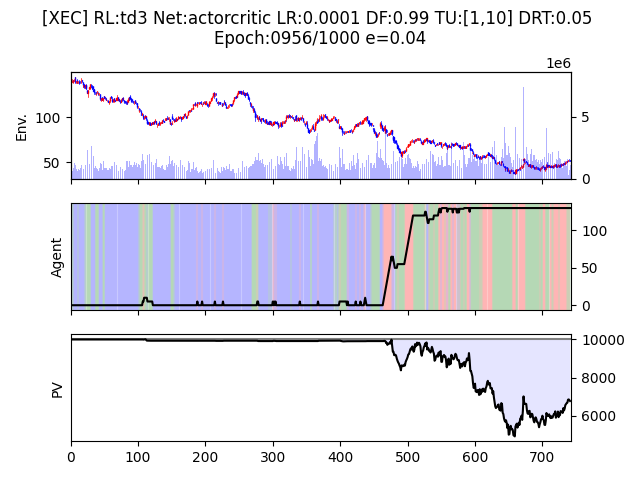 [XEC] RL:td3 Net:actorcritic LR:0.0001 DF:0.99 TU:[1,10] DRT:0.05
Epoch:0956/1000 e=0.04
1e6
Env.
100
50
5
0
Agent
100
50
0
PV
10000
8000
6000
0 100 200 300 400 500 600 700